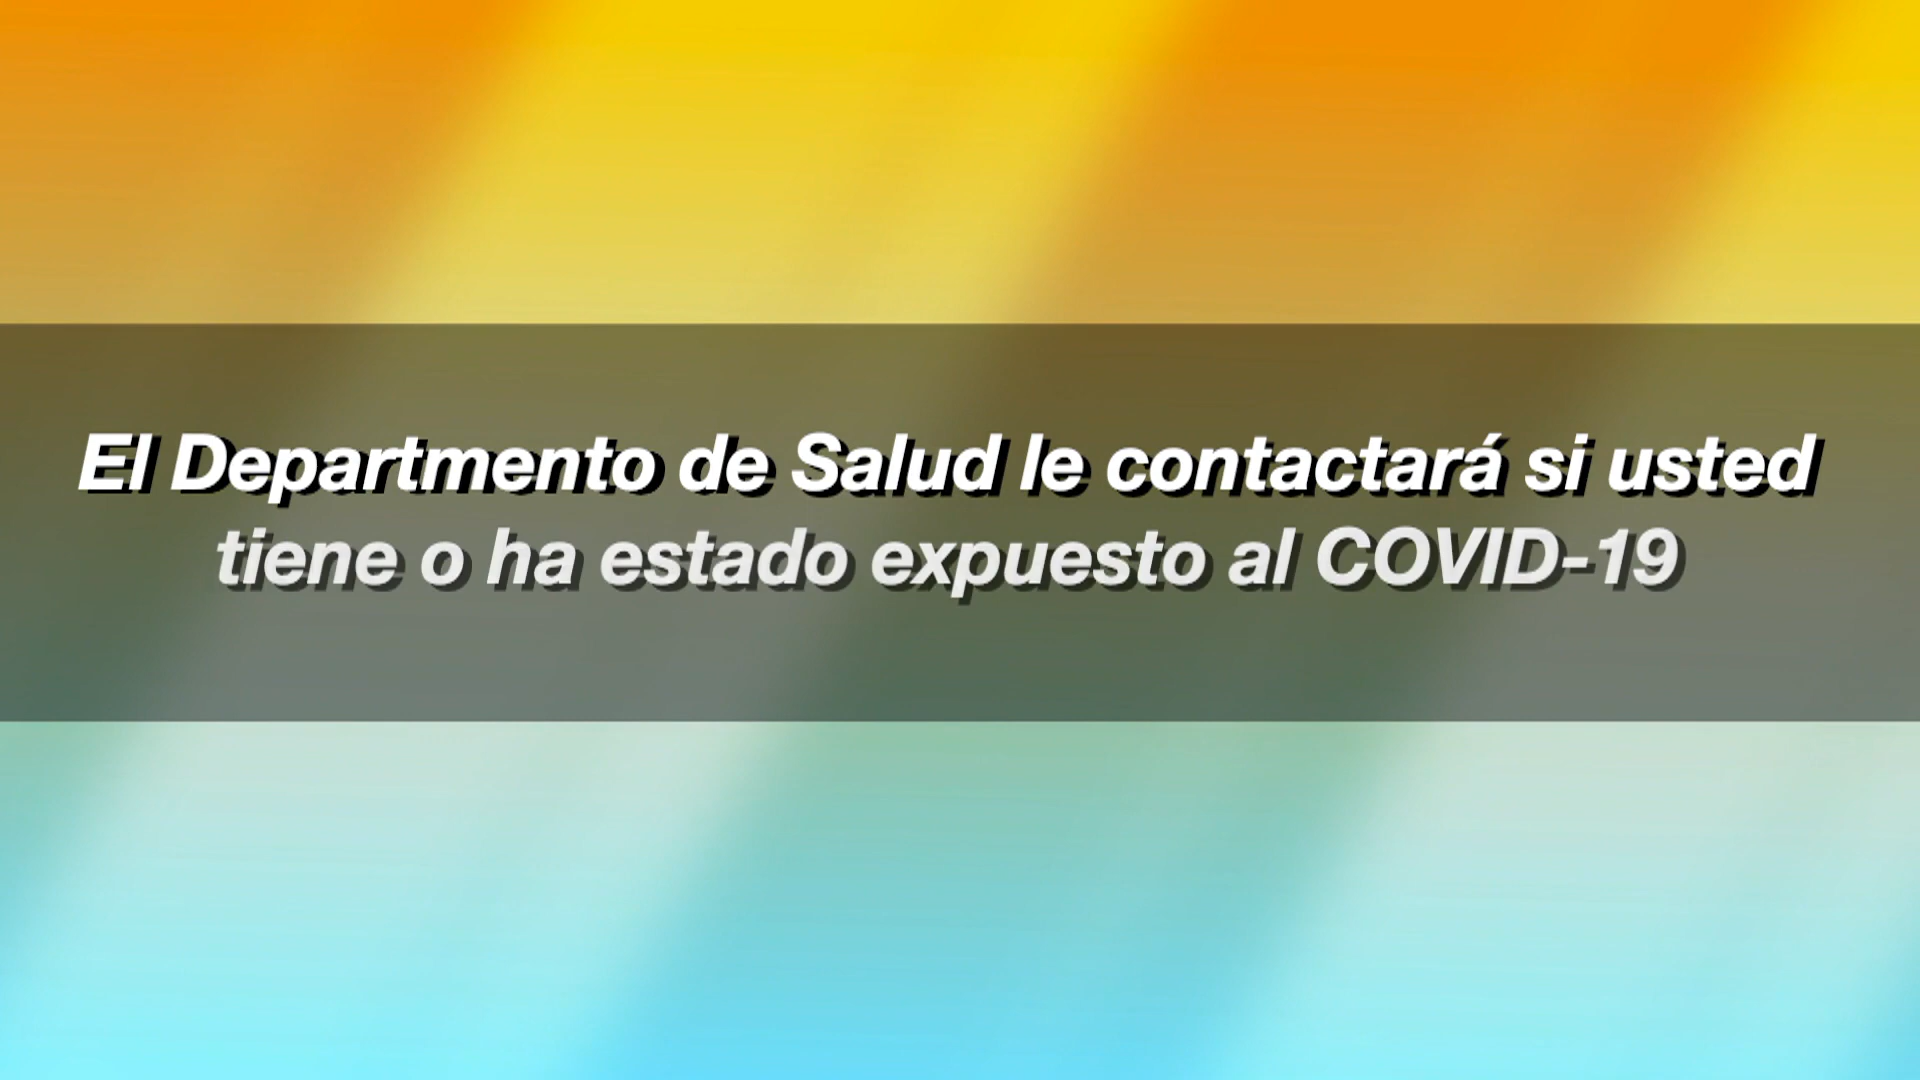 El Departmento de Salud le contactará si usted
tiene o ha estado expuesto al COVID-19